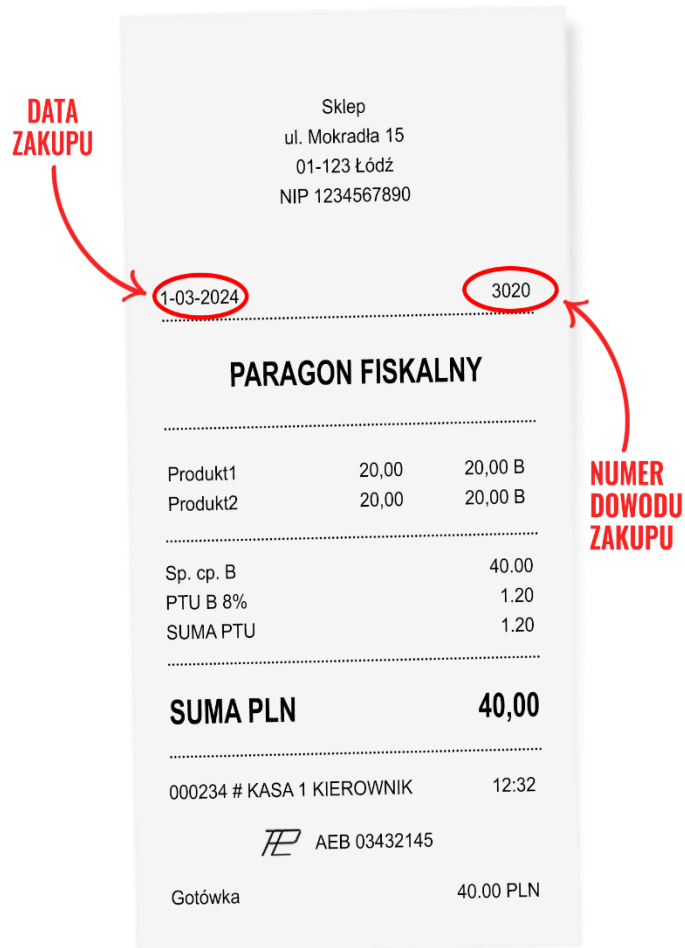 DATA
ZAKUPU
Sklep
ul. Mokradła 15
01-123 Łódź
NIP 1234567890
1-03-2024 3020
PARAGON FISKALNY
Produkt1 20,00 20,00 B
Produkt2 20,00 20,00 B
NUMER
DOWODU
ZAKUPU
Sp. cp. B 40.00
PTU B 8% 1.20
SUMA PTU 1.20
SUMA PLN 40,00
000234 # KASA 1 KIEROWNIK 12:32
AEB 03432145
Gotówka 40.00 PLN